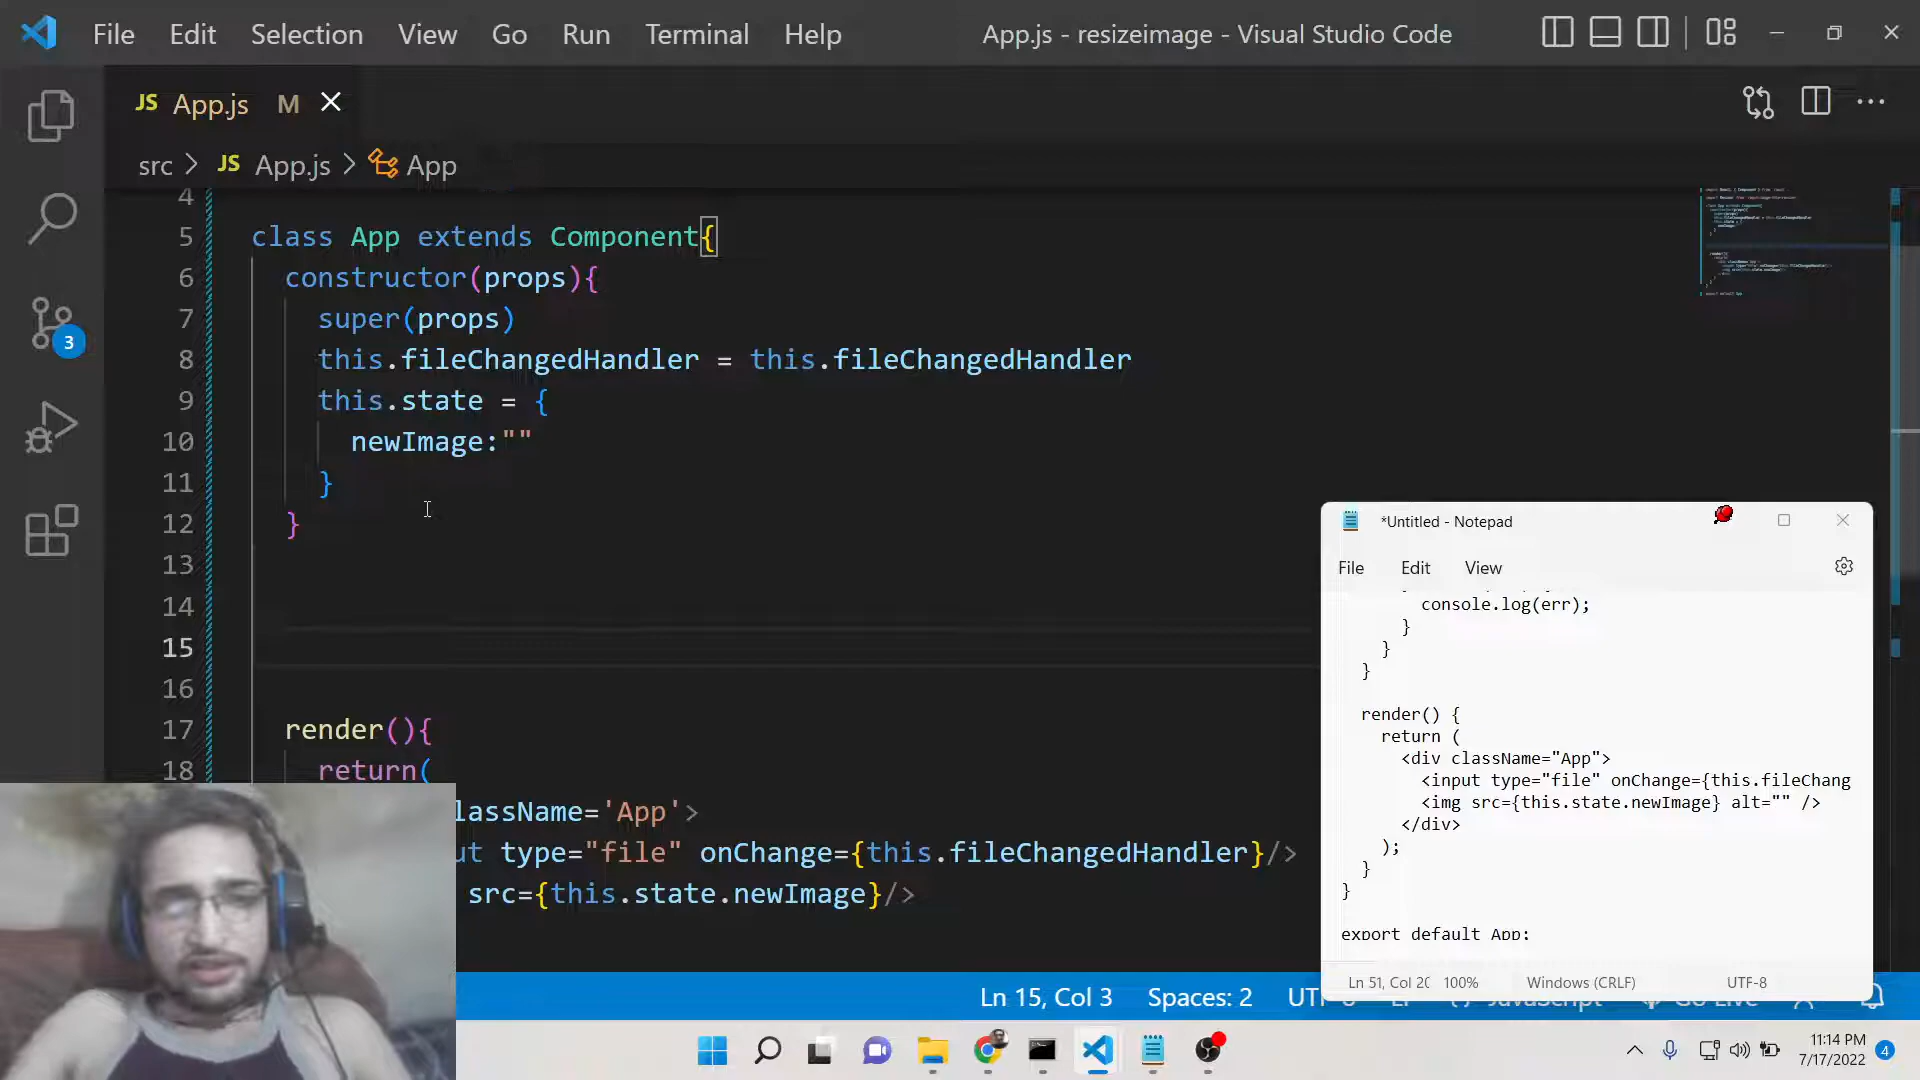 File Edit Selection View Go Run Terminal Help App.js - resizeimage - Visual Studio Code
JS App.js M
src > JS App.js > App
4
5 class App extends Component{
6 constructor(props){
7 super(props)
8 this.fileChangedHandler = this.fileChangedHandler
9 this.state = {
10 newImage:""
11 }
12 }
13
14
15
16
17 render(){
18 return(
lassName='App'>
ut type="file" onChange={this.fileChangedHandler}/>
src={this.state.newImage}/>
3
*Untitled - Notepad
File Edit View
console.log(err);
}
}
}
render() {
return (
<div className="App">
<input type="file" onChange={this.fileChang
<img src={this.state.newImage} alt="" />
</div>
);
}
}
export default App;
Ln 51, Col 20 100% Windows (CRLF) UTF-8
Ln 15, Col 3 Spaces: 2
11:14 PM
7/17/2022
4